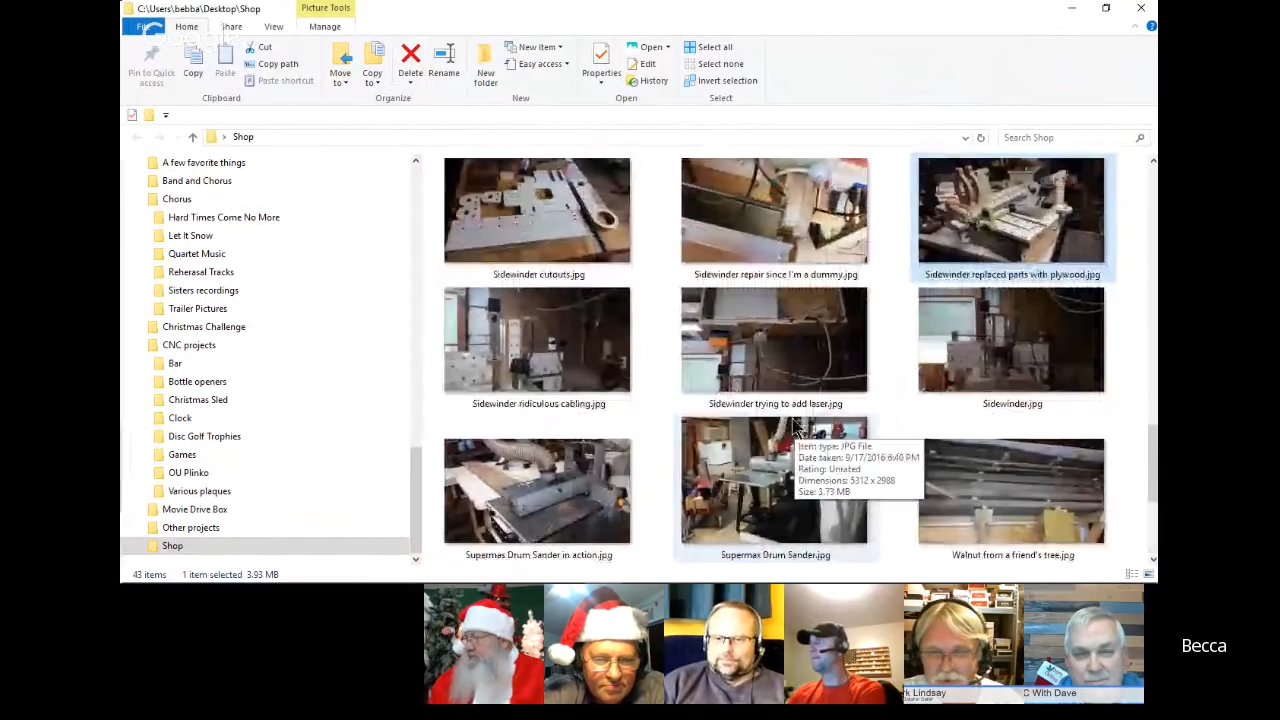 C:\Users\bebba\Desktop\Shop
Picture Tools
File
Home
Share
View
Manage
Google
Pin to Quick access
Copy
Paste
Cut
Copy path
Paste shortcut
Clipboard
Move to
Copy to
Delete
Rename
Organize
New folder
New item
Easy access
New
Properties
Open
Edit
History
Open
Select all
Select none
Invert selection
Select
Shop
Search Shop
A few favorite things
Band and Chorus
Chorus
Hard Times Come No More
Let It Snow
Quartet Music
Reherasal Tracks
Sisters recordings
Trailer Pictures
Christmas Challenge
CNC projects
Bar
Bottle openers
Christmas Sled
Clock
Disc Golf Trophies
Games
OU Plinko
Various plaques
Movie Drive Box
Other projects
Shop
Sidewinder cutouts.jpg
Sidewinder repair since I'm a dummy.jpg
Sidewinder replaced parts with plywood.jpg
Sidewinder ridiculous cabling.jpg
Sidewinder trying to add laser.jpg
Sidewinder.jpg
Item type: JPG File
Date taken: 9/17/2016 6:40 PM
Rating: Unrated
Dimensions: 5312 x 2988
Size: 3.73 MB
Supermas Drum Sander in action.jpg
Supermax Drum Sander.jpg
Walnut from a friend's tree.jpg
43 items
1 item selected
3.93 MB
rk Lindsay
C With Dave
Becca